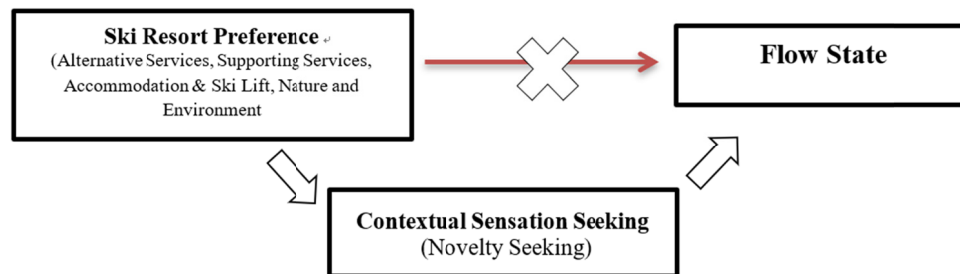 Ski Resort Preference
(Alternative Services, Supporting Services,
Accommodation & Ski Lift, Nature and
Environment
Flow State
Contextual Sensation Seeking
(Novelty Seeking)